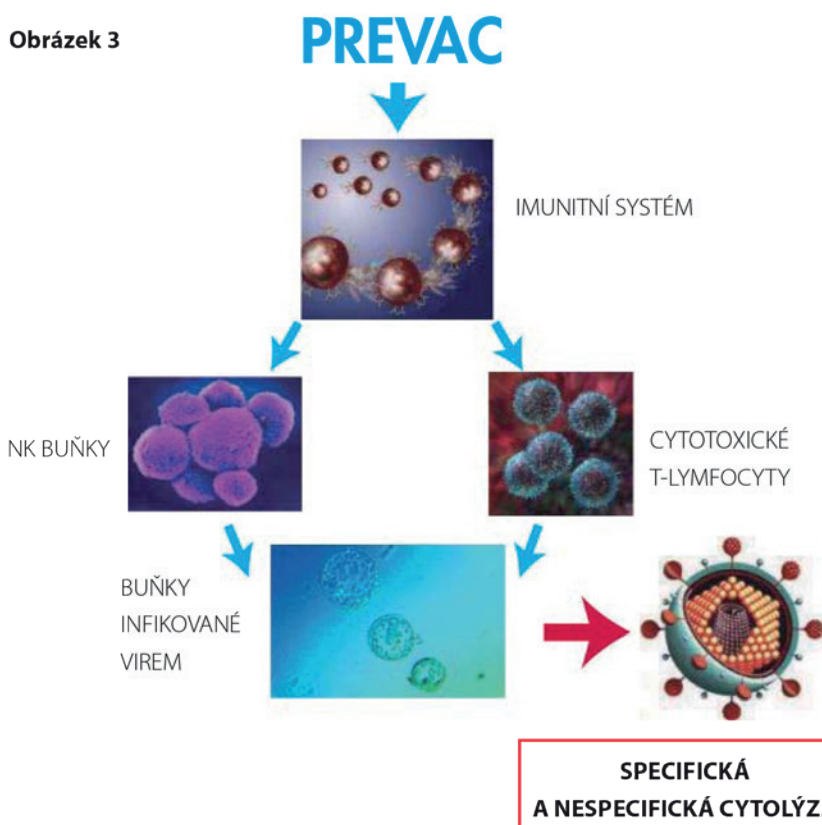 Obrázek 3
PREVAC
IMUNITNÍ SYSTÉM
NK BUŇKY
CYTOTOXICKÉ
T-LYMFOCYTY
BUŇKY
INFIKOVANÉ
VIREM
SPECIFICKÁ
A NESPECIFICKÁ CYTOLÝZ